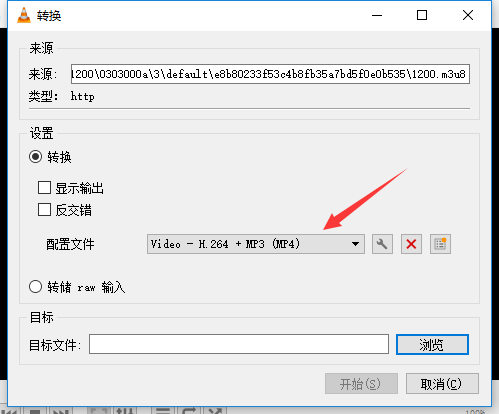 转换
来源
来源: 1200\0303000a\3\default\e8b80233f53c4b8fb35a7bd5f0e0b535\1200.m3u8
类型: http
设置
转换
显示输出
反交错
配置文件 Video - H.264 + MP3 (MP4)
转储 raw 输入
目标
目标文件: 浏览
开始(S) 取消(C)
100%